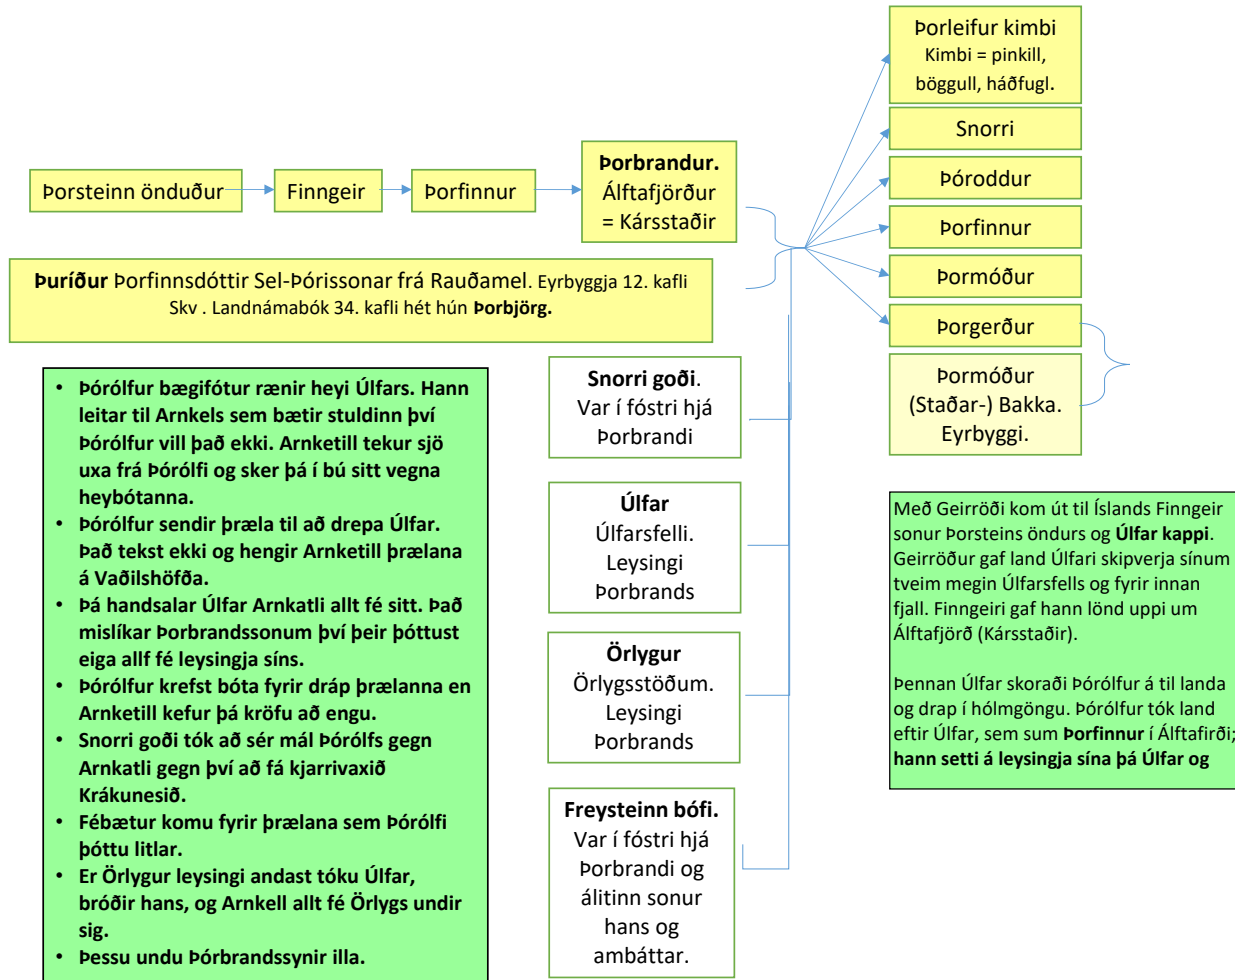 Þorsteinn önduður
Finngeir
Þorfinnur
Þorbrandur.
Álftafjörður
= Kársstaðir
Þuríður Þorfinnsdóttir Sel-Þórissonar frá Rauðamel. Eyrbyggja 12. kafli
Skv . Landnámabók 34. kafli hét hún Þorbjörg.
Þorleifur kimbi
Kimbi = pinkill,
böggull, háðfugl.
Snorri
Þóroddur
Þorfinnur
Þormóður
Þorgerður
Þormóður
(Staðar-) Bakka.
Eyrbyggi.
• Þórólfur bægifótur rænir heyi Úlfars. Hann
leitar til Arnkels sem bætir stuldinn því
Þórólfur vill það ekki. Arnketill tekur sjö
uxa frá Þórólfi og sker þá í bú sitt vegna
heybótanna.
• Þórólfur sendir þræla til að drepa Úlfar.
Það tekst ekki og hengir Arnketill þrælana
á Vaðilshöfða.
• Þá handsalar Úlfar Arnkatli allt fé sitt. Það
mislíkar Þorbrandssonum því þeir þóttust
eiga allf fé leysingja síns.
• Þórólfur krefst bóta fyrir dráp þrælanna en
Arnketill kefur þá kröfu að engu.
• Snorri goði tók að sér mál Þórólfs gegn
Arnkatli gegn því að fá kjarrivaxið
Krákunesið.
• Fébætur komu fyrir þrælana sem Þórólfi
þóttu litlar.
• Er Örlygur leysingi andast tóku Úlfar,
bróðir hans, og Arnkell allt fé Örlygs undir
sig.
• Þessu undu Þórbrandssynir illa.
Snorri goði.
Var í fóstri hjá
Þorbrandi
Úlfar
Úlfarsfelli.
Leysingi
Þorbrands
Örlygur
Örlygsstöðum.
Leysingi
Þorbrands
Freysteinn bófi.
Var í fóstri hjá
Þorbrandi og
álitinn sonur
hans og
ambáttar.
Með Geirröði kom út til Íslands Finngeir
sonur Þorsteins öndurs og Úlfar kappi.
Geirröður gaf land Úlfari skipverja sínum
tveim megin Úlfarsfells og fyrir innan
fjall. Finngeiri gaf hann lönd uppi um
Álftafjörð (Kársstaðir).
Þennan Úlfar skoraði Þórólfur á til landa
og drap í hólmgöngu. Þórólfur tók land
eftir Úlfar, sem sum Þorfinnur í Álftafirði;
hann setti á leysingja sína þá Úlfar og